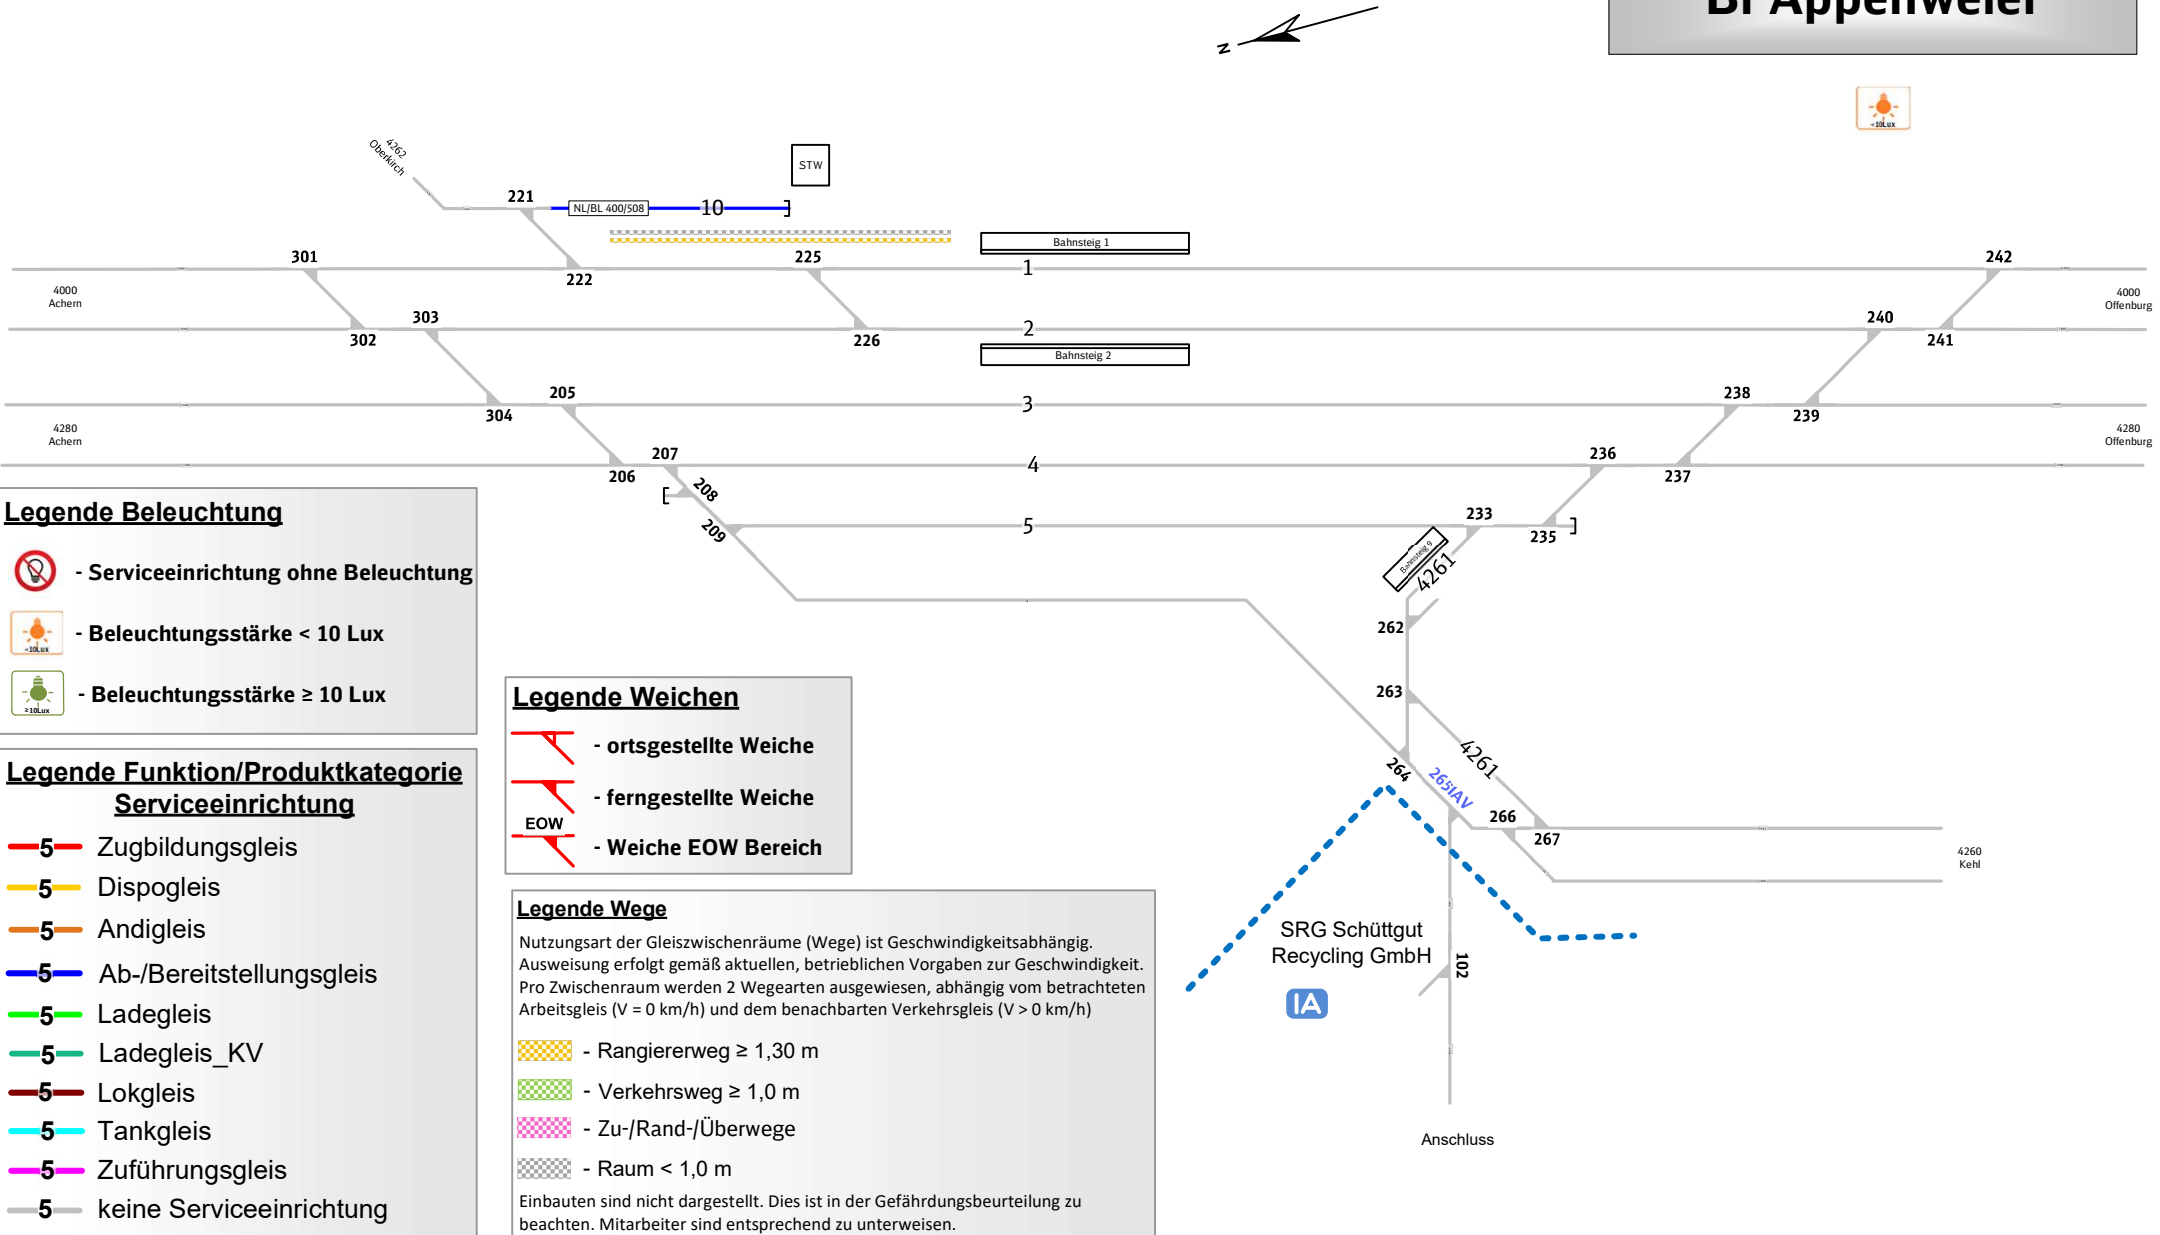 Bf Appenweier
N
<10Lux
4262
Oberkirch
STW
221
NL/BL 400/508
10
Bahnsteig 1
301
222
225
1
242
4000
Achern
4000
Offenburg
303
2
240
302
226
241
Bahnsteig 2
205
3
238
304
239
4280
Achern
4280
Offenburg
207
4
236
206
237
208
209
5
233
235
Bahnsteig 9
4261
262
263
4261
264
265IAV
266
267
4260
Kehl
SRG Schüttgut
Recycling GmbH
IA
102
Anschluss
Legende Beleuchtung
- Serviceeinrichtung ohne Beleuchtung
<10Lux
- Beleuchtungsstärke < 10 Lux
≥10Lux
- Beleuchtungsstärke ≥ 10 Lux
Legende Funktion/Produktkategorie
Serviceeinrichtung
5 Zugbildungsgleis
5 Dispogleis
5 Andigleis
5 Ab-/Bereitstellungsgleis
5 Ladegleis
5 Ladegleis_KV
5 Lokgleis
5 Tankgleis
5 Zuführungsgleis
5 keine Serviceeinrichtung
Legende Weichen
- ortsgestellte Weiche
- ferngestellte Weiche
EOW
- Weiche EOW Bereich
Legende Wege
Nutzungsart der Gleiszwischenräume (Wege) ist Geschwindigkeitsabhängig.
Ausweisung erfolgt gemäß aktuellen, betrieblichen Vorgaben zur Geschwindigkeit.
Pro Zwischenraum werden 2 Wegearten ausgewiesen, abhängig vom betrachteten
Arbeitsgleis (V = 0 km/h) und dem benachbarten Verkehrsgleis (V > 0 km/h)
- Rangiererweg ≥ 1,30 m
- Verkehrsweg ≥ 1,0 m
- Zu-/Rand-/Überwege
- Raum < 1,0 m
Einbauten sind nicht dargestellt. Dies ist in der Gefährdungsbeurteilung zu
beachten. Mitarbeiter sind entsprechend zu unterweisen.